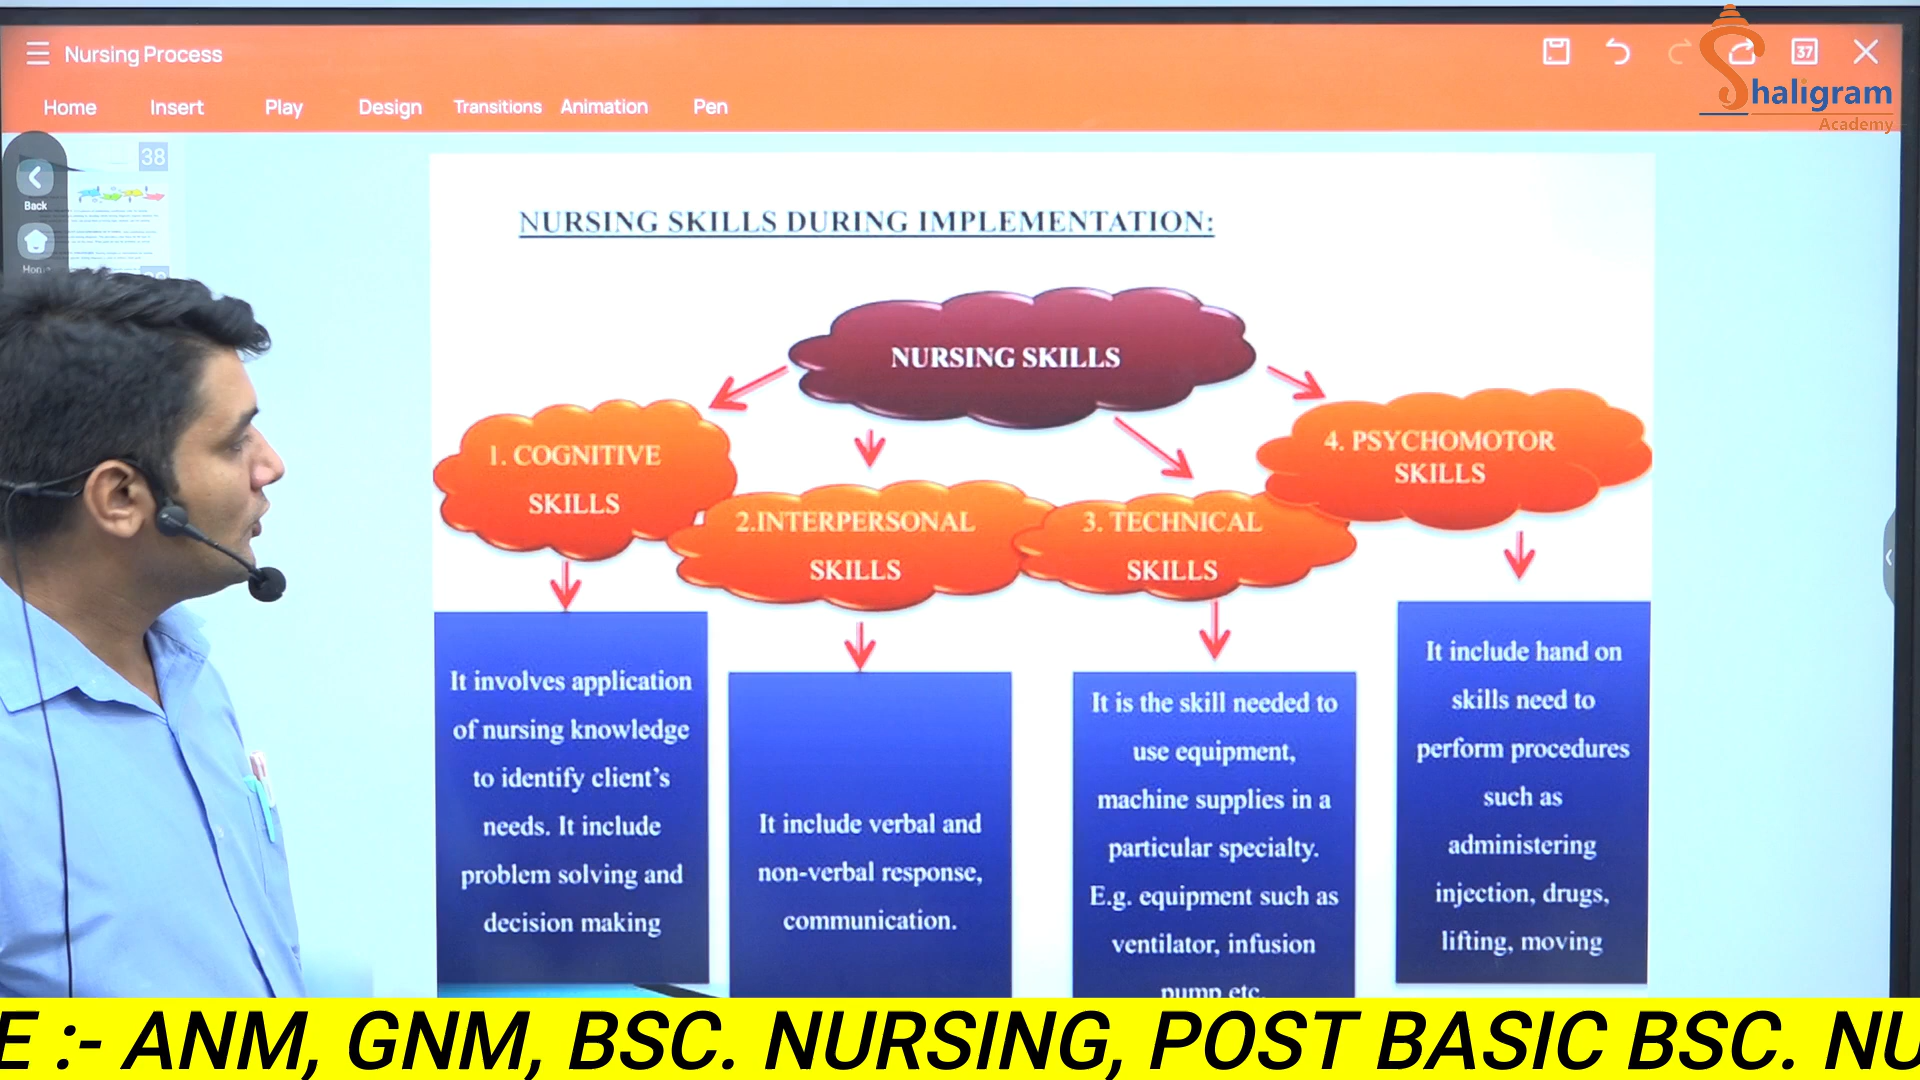 Nursing Process
37
Shaligram
Academy
Home Insert Play Design Transitions Animation Pen
38
Back
NURSING SKILLS DURING IMPLEMENTATION:
NURSING SKILLS
1. COGNITIVE
SKILLS
2.INTERPERSONAL
SKILLS
3. TECHNICAL
SKILLS
4. PSYCHOMOTOR
SKILLS
It involves application
of nursing knowledge
to identify client's
needs. It include
problem solving and
decision making
It include verbal and
non-verbal response,
communication.
It is the skill needed to
use equipment,
machine supplies in a
particular specialty.
E.g. equipment such as
ventilator, infusion
pump etc.
It include hand on
skills need to
perform procedures
such as
administering
injection, drugs,
lifting, moving
E :- ANM, GNM, BSC. NURSING, POST BASIC BSC. NU